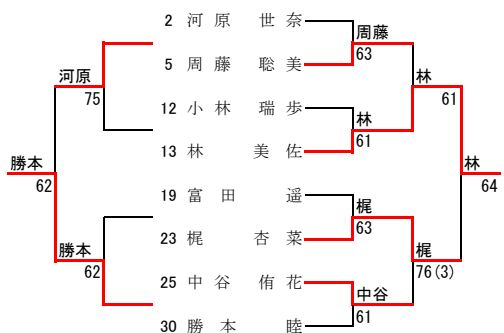 2 河原 世奈
周藤
63
5 周藤 聡美
河原
75
林
61
12 小林 瑞歩
林
61
13 林 美佐
勝本
62
林
64
19 富田 遥
梶
63
23 梶 杏菜
勝本
62
梶
76(3)
25 中谷 侑花
中谷
61
30 勝本 睦